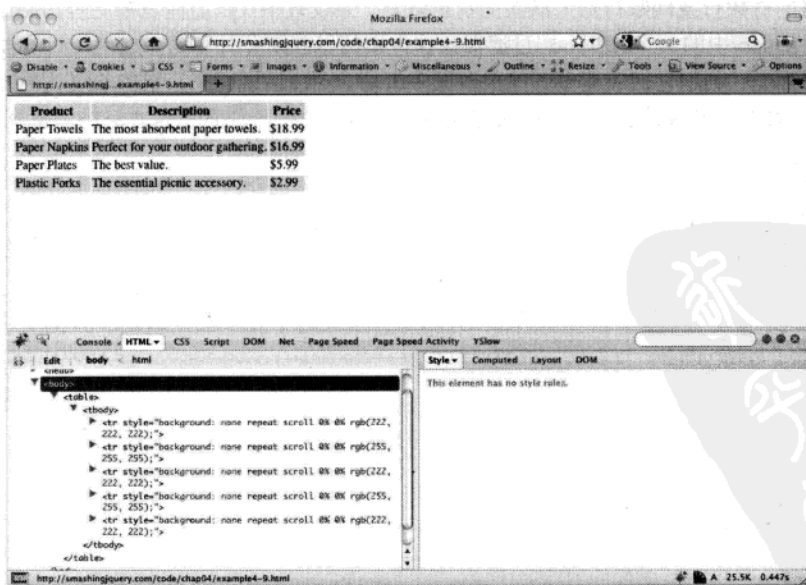 Mozilla Firefox
http://smashingjquery.com/code/chap04/example4-9.html
Google
Disable Cookies CSS Forms Images Information Miscellaneous Outline Resize Tools View Source Options
http://smashingj...example4-9.html
Product Description Price
Paper Towels The most absorbent paper towels. $18.99
Paper Napkins Perfect for your outdoor gathering. $16.99
Paper Plates The best value. $5.99
Plastic Forks The essential picnic accessory. $2.99
Console HTML CSS Script DOM Net Page Speed Page Speed Activity YSlow
Edit body < html
Style Computed Layout DOM
<body>
This element has no style rules.
<table>
<tbody>
<tr style="background: none repeat scroll 0% 0% rgb(222,
222, 222);">
<tr style="background: none repeat scroll 0% 0% rgb(255,
255, 255);">
<tr style="background: none repeat scroll 0% 0% rgb(222,
222, 222);">
<tr style="background: none repeat scroll 0% 0% rgb(255,
255, 255);">
<tr style="background: none repeat scroll 0% 0% rgb(222,
222, 222);">
</tbody>
</table>
http://smashingjquery.com/code/chap04/example4-9.html
A 25.5K 0.447s